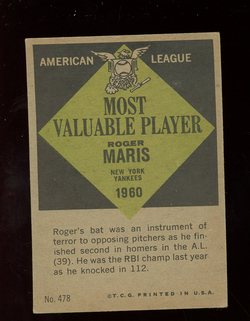 AMERICAN LEAGUE
MOST
VALUABLE PLAYER
ROGER
MARIS
NEW YORK
YANKEES
1960
Roger's bat was an instrument of
terror to opposing pitchers as he fin-
ished second in homers in the A.L.
(39). He was the RBI champ last year
as he knocked in 112.
No. 478 ©T.C.G. PRINTED IN U.S.A.